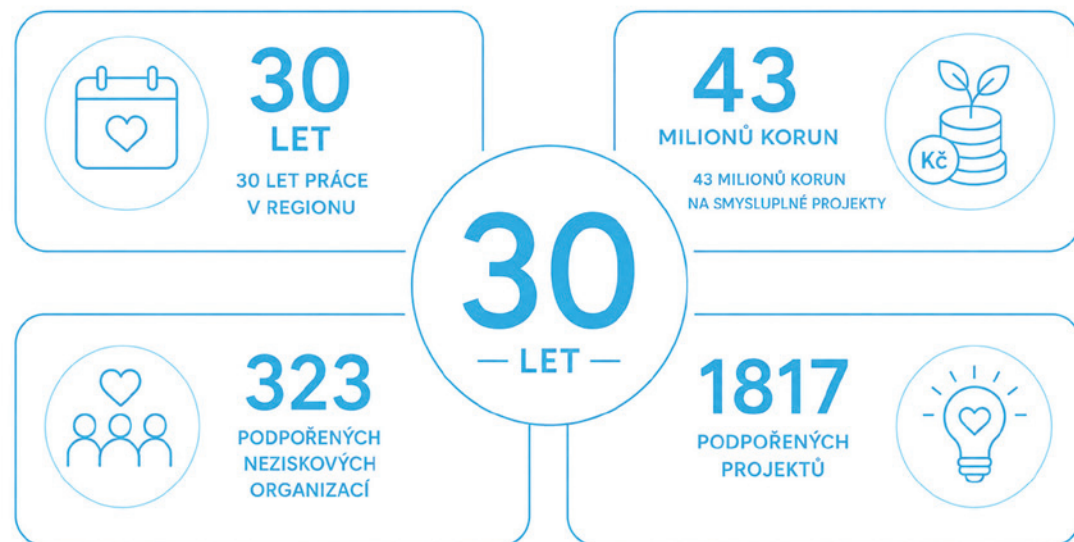 30
LET
30 LET PRÁCE
V REGIONU
43
MILIONŮ KORUN
43 MILIONŮ KORUN
NA SMYSLUPLNÉ PROJEKTY
Kč
30
— LET —
323
PODPOŘENÝCH
NEZISKOVÝCH
ORGANIZACÍ
1817
PODPOŘENÝCH
PROJEKTŮ